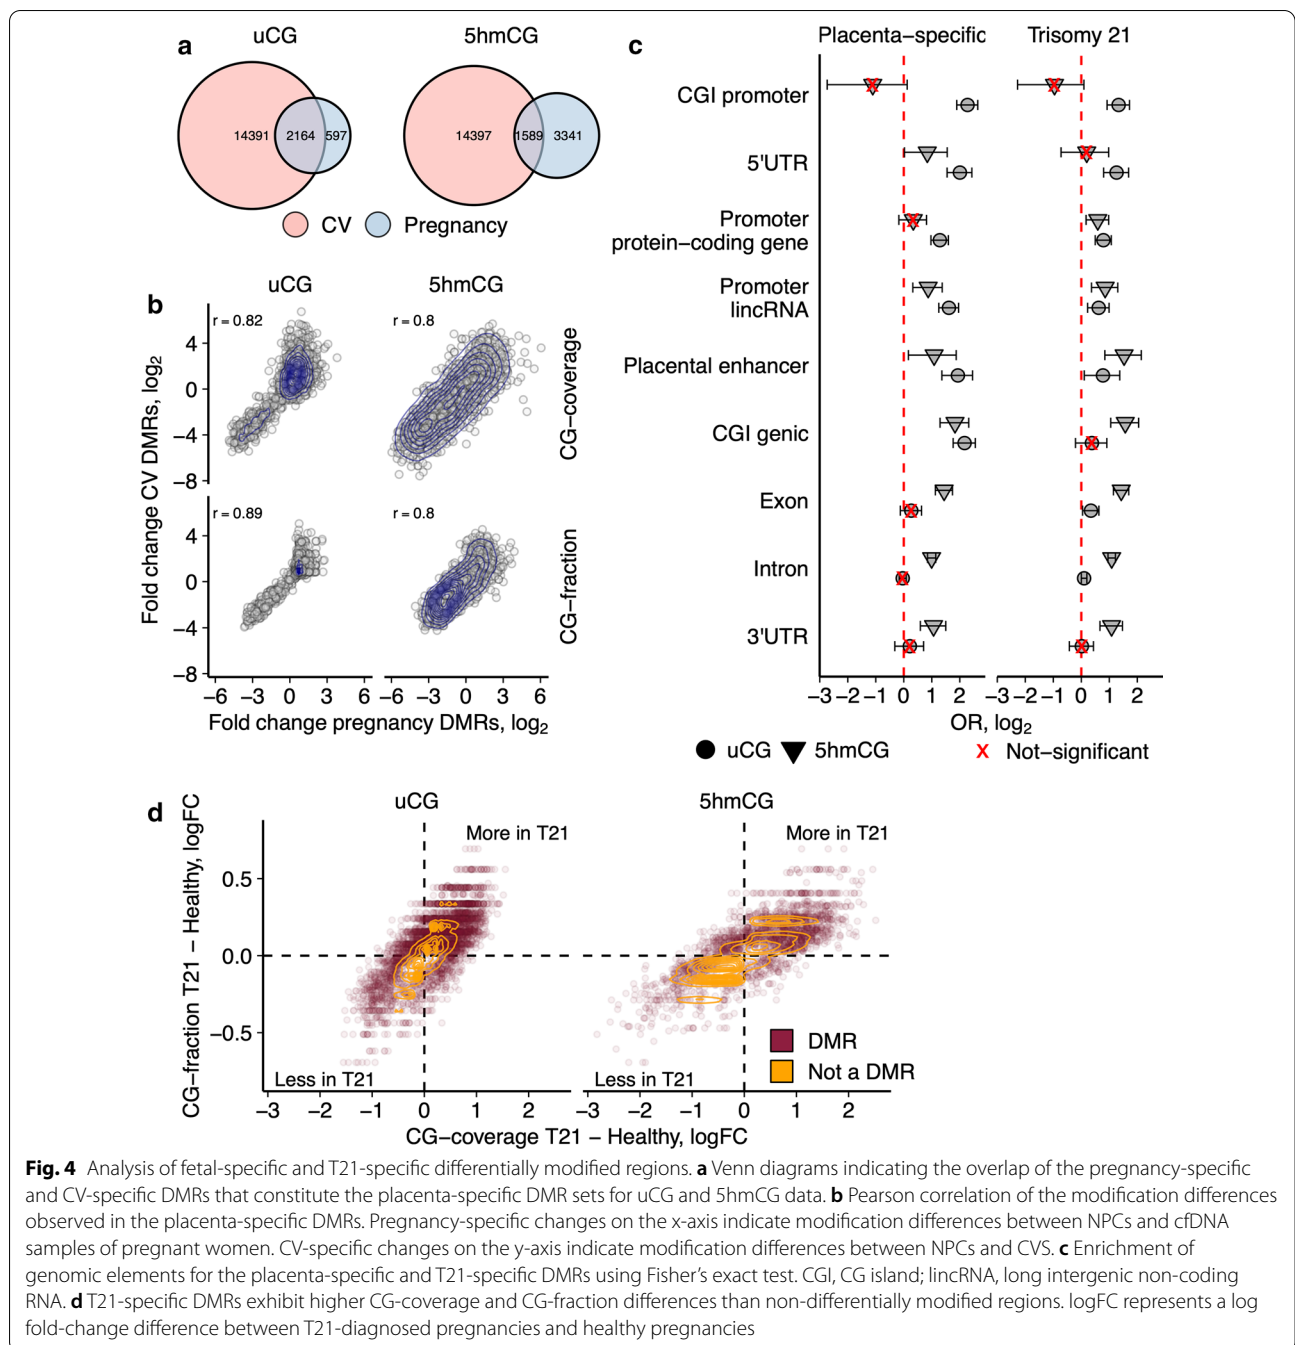 a
uCG
5hmCG
14391
2164
597
14397
1589
3341
CV
Pregnancy
b
uCG
5hmCG
r = 0.82
r = 0.8
r = 0.89
r = 0.8
CG−coverage
CG−fraction
Fold change CV DMRs, log2
4
0
−4
−8
4
0
−4
−8
−6 −3 0 3 6
−6 −3 0 3 6
Fold change pregnancy DMRs, log2
c
Placenta−specific
Trisomy 21
CGI promoter
5'UTR
Promoter
protein−coding gene
Promoter
lincRNA
Placental enhancer
CGI genic
Exon
Intron
3'UTR
−3 −2 −1 0 1 2
−3 −2 −1 0 1 2
OR, log2
uCG
5hmCG
x Not−significant
d
uCG
5hmCG
CG−fraction T21 − Healthy, logFC
0.5
0.0
−0.5
More in T21
More in T21
Less in T21
Less in T21
DMR
Not a DMR
−3 −2 −1 0 1 2
−3 −2 −1 0 1 2
CG−coverage T21 − Healthy, logFC
Fig. 4 Analysis of fetal-specific and T21-specific differentially modified regions. a Venn diagrams indicating the overlap of the pregnancy-specific
and CV-specific DMRs that constitute the placenta-specific DMR sets for uCG and 5hmCG data. b Pearson correlation of the modification differences
observed in the placenta-specific DMRs. Pregnancy-specific changes on the x-axis indicate modification differences between NPCs and cfDNA
samples of pregnant women. CV-specific changes on the y-axis indicate modification differences between NPCs and CVS. c Enrichment of
genomic elements for the placenta-specific and T21-specific DMRs using Fisher's exact test. CGI, CG island; lincRNA, long intergenic non-coding
RNA. d T21-specific DMRs exhibit higher CG-coverage and CG-fraction differences than non-differentially modified regions. logFC represents a log
fold-change difference between T21-diagnosed pregnancies and healthy pregnancies